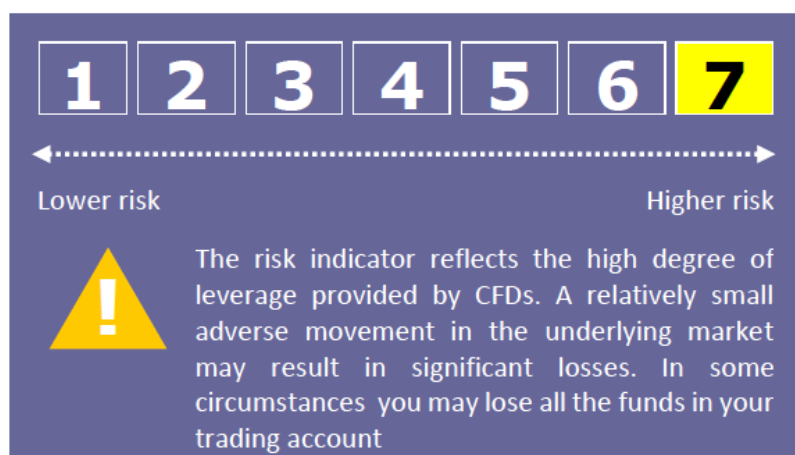 1 2 3 4 5 6 7
Lower risk Higher risk
!
The risk indicator reflects the high degree of
leverage provided by CFDs. A relatively small
adverse movement in the underlying market
may result in significant losses. In some
circumstances you may lose all the funds in your
trading account